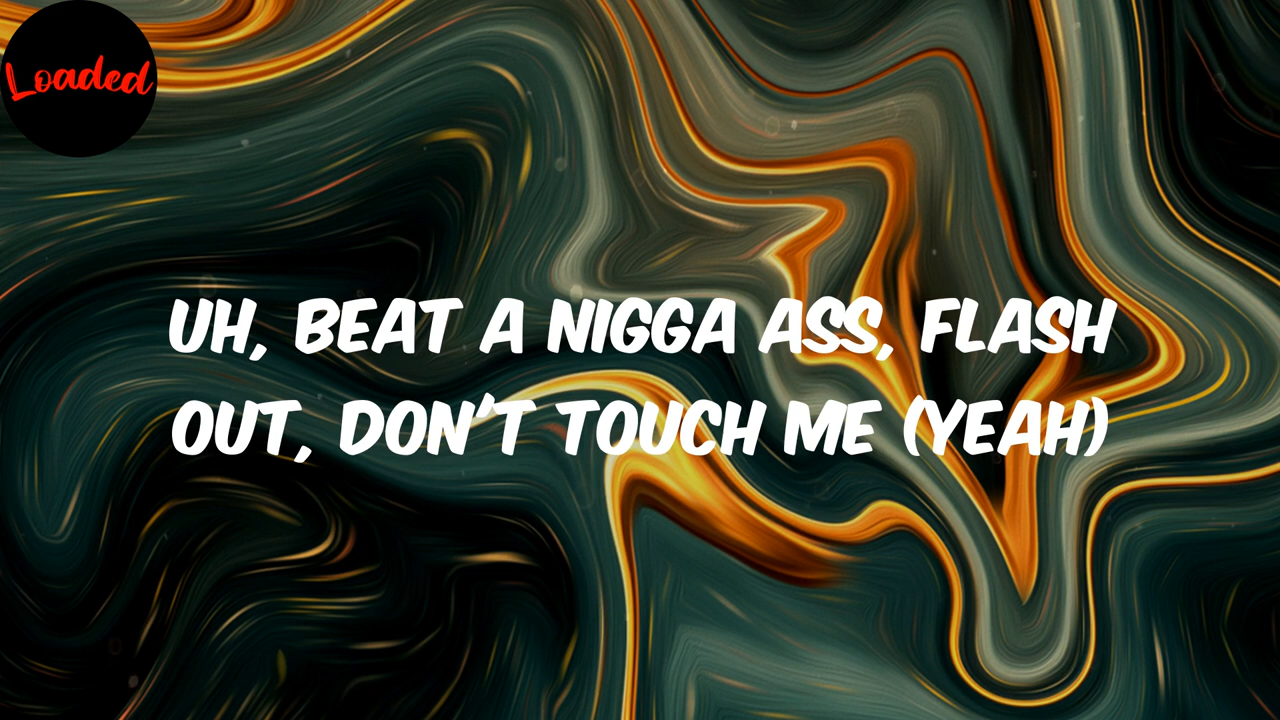 Loaded
UH, BEAT A NIGGA ASS, FLASH
OUT, DON'T TOUCH ME (YEAH)